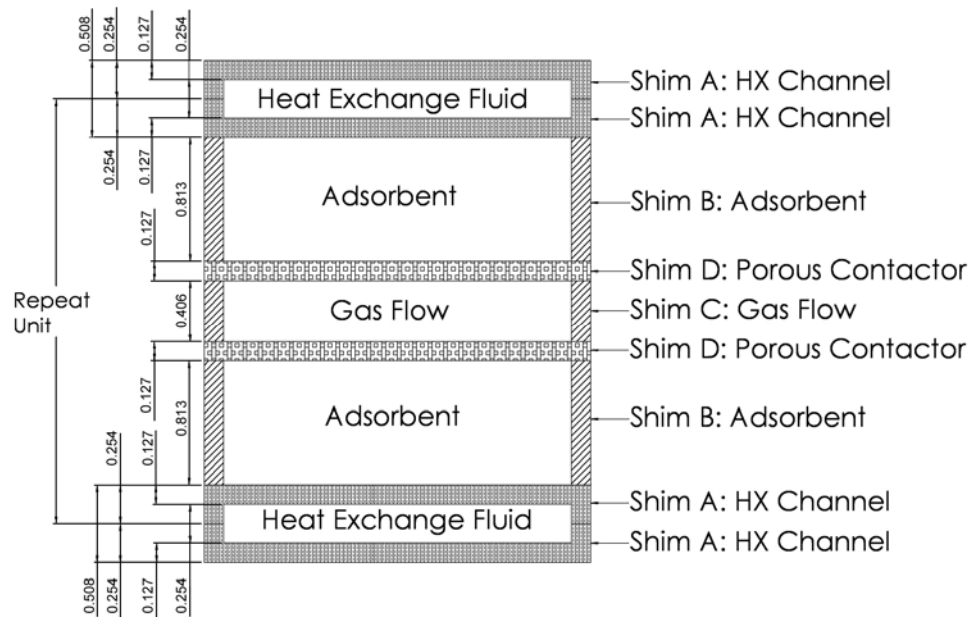 0.508
0.254
0.127
0.254
Heat Exchange Fluid
Shim A: HX Channel
Shim A: HX Channel
0.254
0.127
0.813
Adsorbent
Shim B: Adsorbent
0.127
Shim D: Porous Contactor
Repeat
Unit
0.406
Gas Flow
Shim C: Gas Flow
Shim D: Porous Contactor
0.127
0.813
Adsorbent
Shim B: Adsorbent
0.254
0.127
Heat Exchange Fluid
Shim A: HX Channel
Shim A: HX Channel
0.508
0.254
0.127
0.254